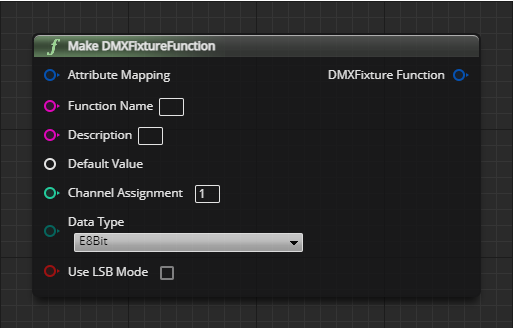 f Make DMXFixtureFunction
Attribute Mapping DMXFixture Function
Function Name
Description
Default Value
Channel Assignment 1
Data Type
E8Bit
Use LSB Mode